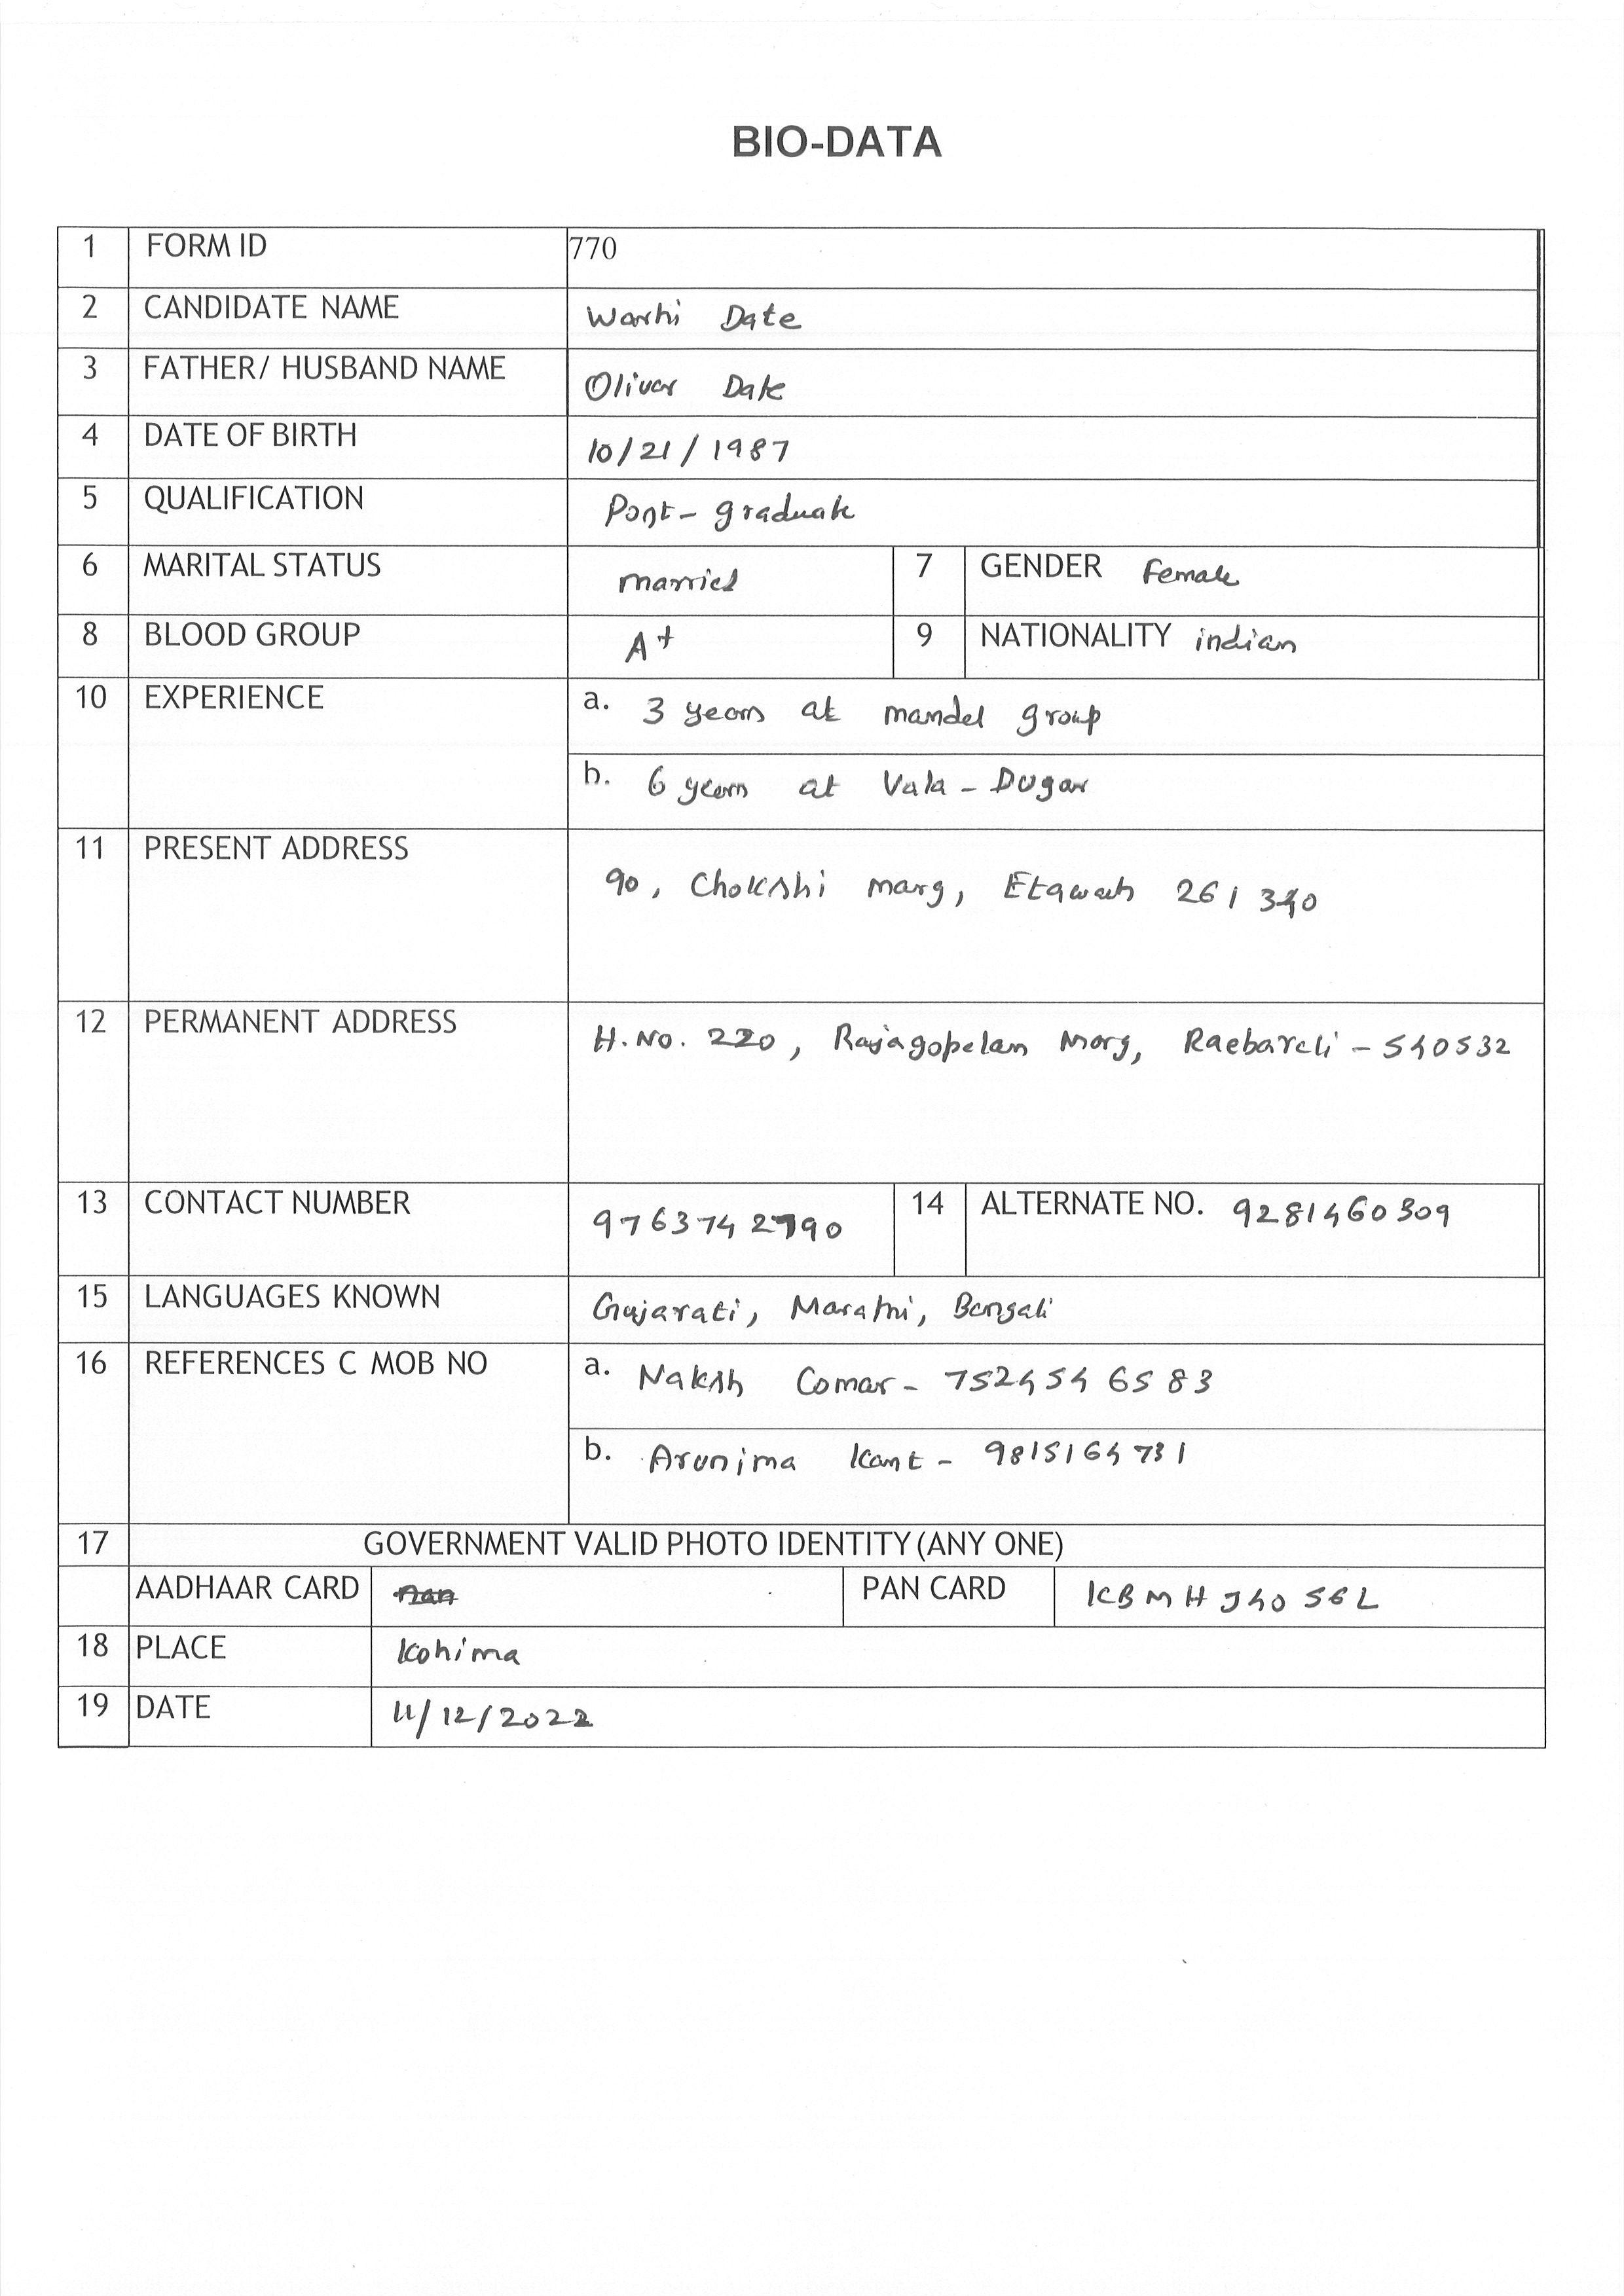 BIO-DATA
1 FORM ID 770
2 CANDIDATE NAME Warhi Date
3 FATHER/ HUSBAND NAME Oliver Date
4 DATE OF BIRTH 10/21/1987
5 QUALIFICATION Post-graduate
6 MARITAL STATUS married 7 GENDER Female
8 BLOOD GROUP A+ 9 NATIONALITY indian
10 EXPERIENCE a. 3 years at mandel group
b. 6 years at Vala-Dugar
11 PRESENT ADDRESS 90, Chokshi marg, Etawah
12 PERMANENT ADDRESS H.No. 220, Rajagopalan Marg, Raebareli-540532
13 CONTACT NUMBER 14 ALTERNATE NO. 9281460309
15 LANGUAGES KNOWN Gujarati, Marathi, Bengali
16 REFERENCES C MOB NO a. Naksh Comar- 7524546583
b. Arunima Kant- 9815164731
17 GOVERNMENT VALID PHOTO IDENTITY (ANY ONE)
AADHAAR CARD PAN CARD KBMHJ4056L
18 PLACE Kohima
19 DATE 11/12/2022